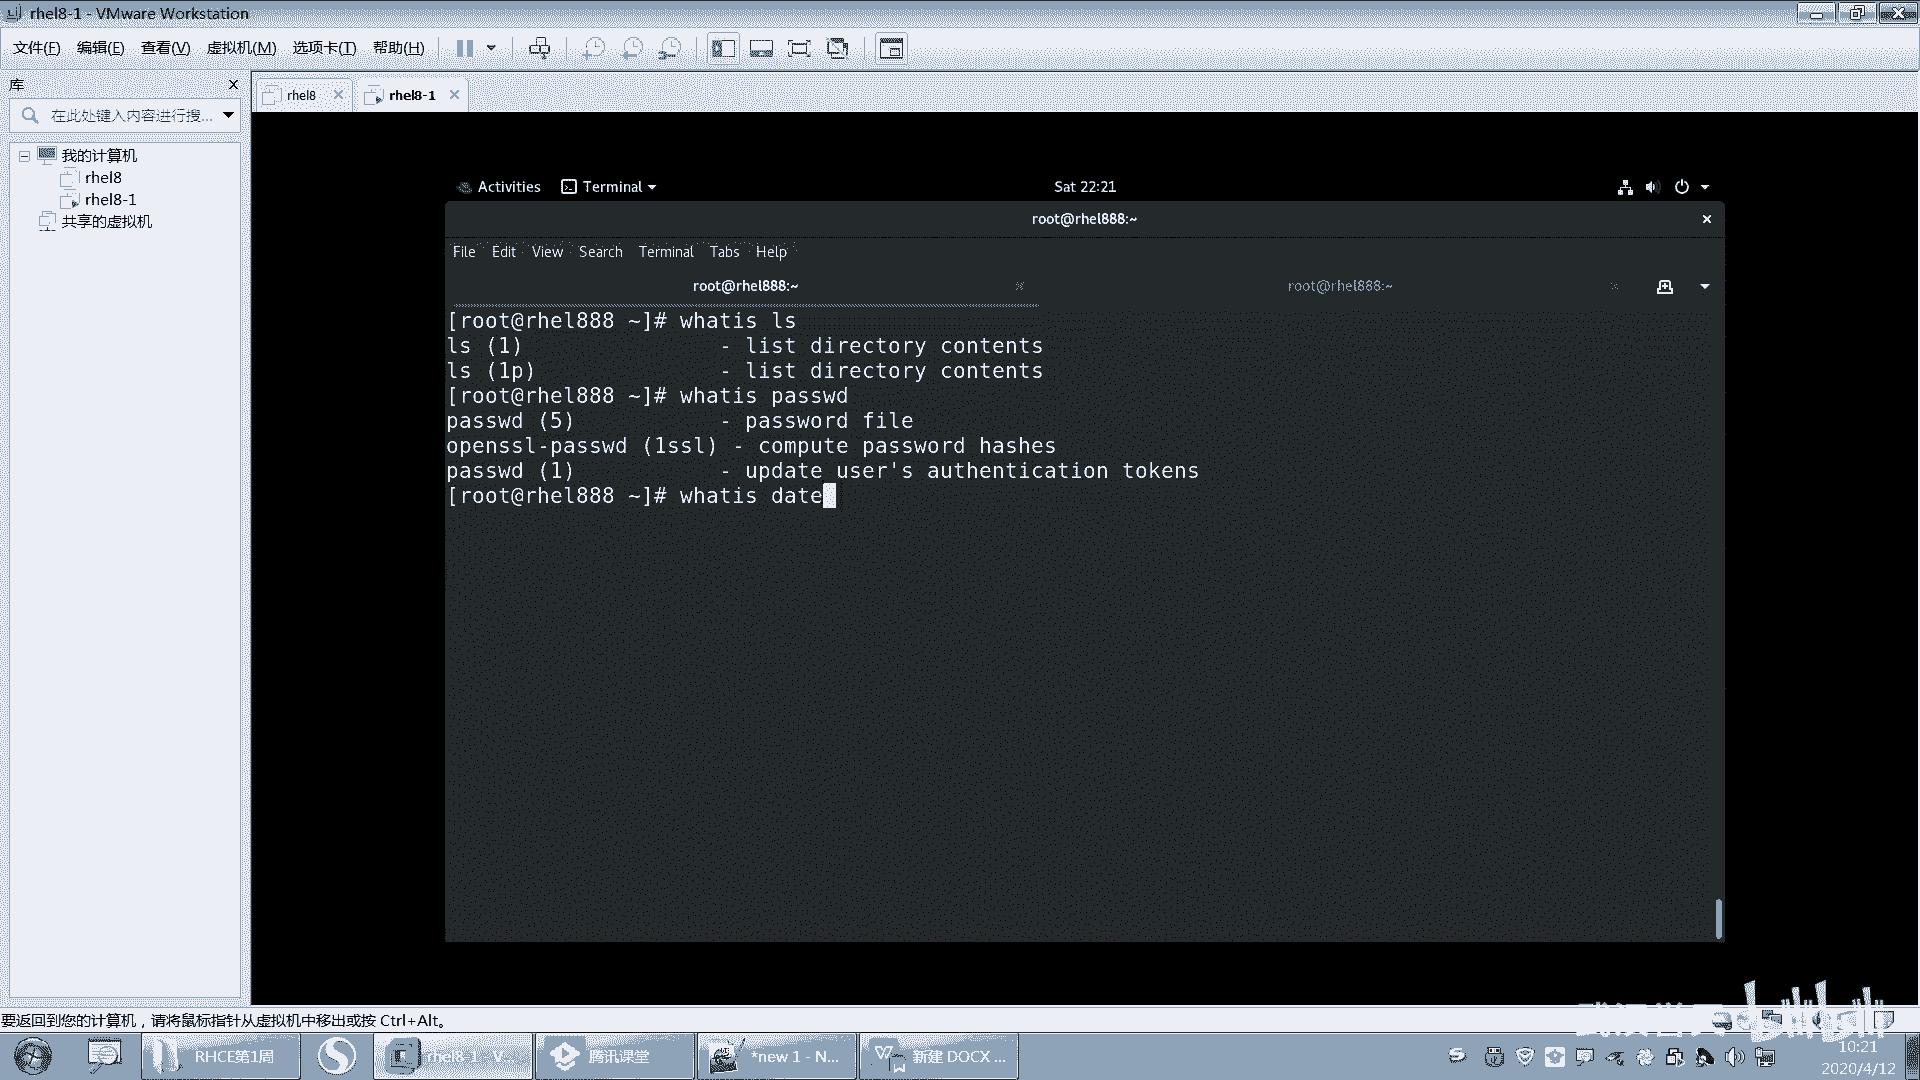 rhel8-1 - VMware Workstation
文件(F) 编辑(E) 查看(V) 虚拟机(M) 选项卡(T) 帮助(H)
库
在此处键入内容进行搜...
我的计算机
rhel8
rhel8-1
共享的虚拟机
rhel8
rhel8-1
Activities Terminal Sat 22:21
root@rhel888:~
File Edit View Search Terminal Tabs Help
root@rhel888:~ root@rhel888:~
[root@rhel888 ~]# whatis ls
ls (1) - list directory contents
ls (1p) - list directory contents
[root@rhel888 ~]# whatis passwd
passwd (5) - password file
openssl-passwd (1ssl) - compute password hashes
passwd (1) - update user's authentication tokens
[root@rhel888 ~]# whatis date
要返回到您的计算机，请将鼠标指针从虚拟机中移出或按 Ctrl+Alt。
bilibili
RHCE第1周 rhel8-1 - V... 腾讯课堂 *new 1 - N... 新建 DOCX ...
10:21
2020/4/12